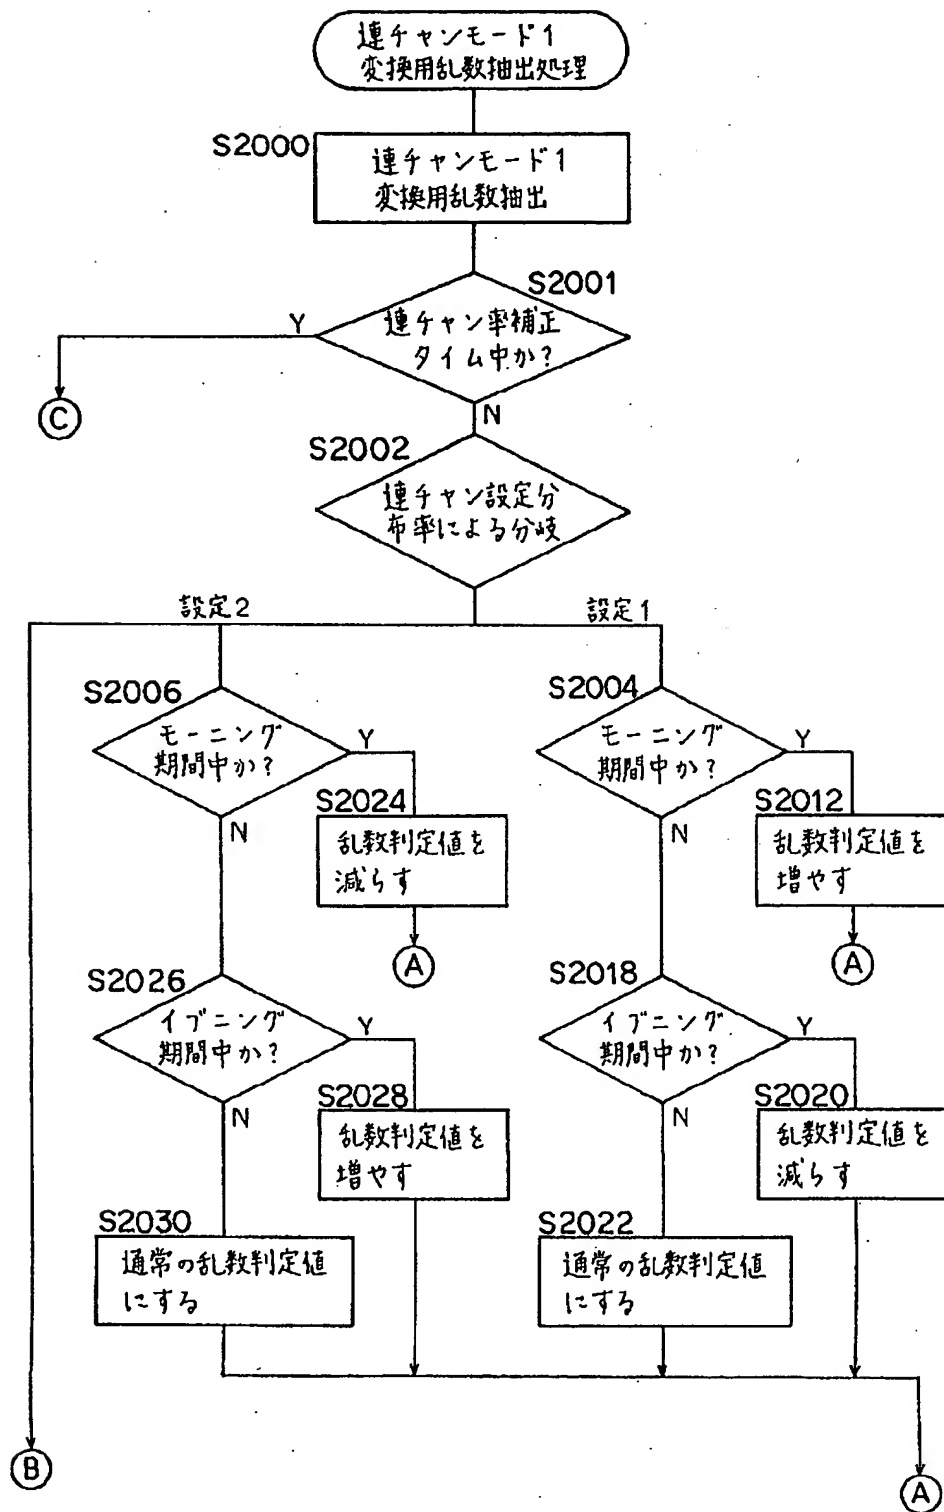 連チャンモード1
変換用乱数抽出処理
S2000
連チャンモード1
変換用乱数抽出
S2001
Y
連チャン率補正
タイム中か?
C
N
S2002
連チャン設定分
布率による分岐
設定2
設定1
S2006
モーニング
期間中か?
Y
N
S2004
モーニング
期間中か?
Y
N
S2024
乱数判定値を
減らす
A
S2012
乱数判定値を
増やす
A
S2026
イブニング
期間中か?
Y
N
S2018
イブニング
期間中か?
Y
N
S2028
乱数判定値を
増やす
S2020
乱数判定値を
減らす
S2030
通常の乱数判定値
にする
S2022
通常の乱数判定値
にする
B
A